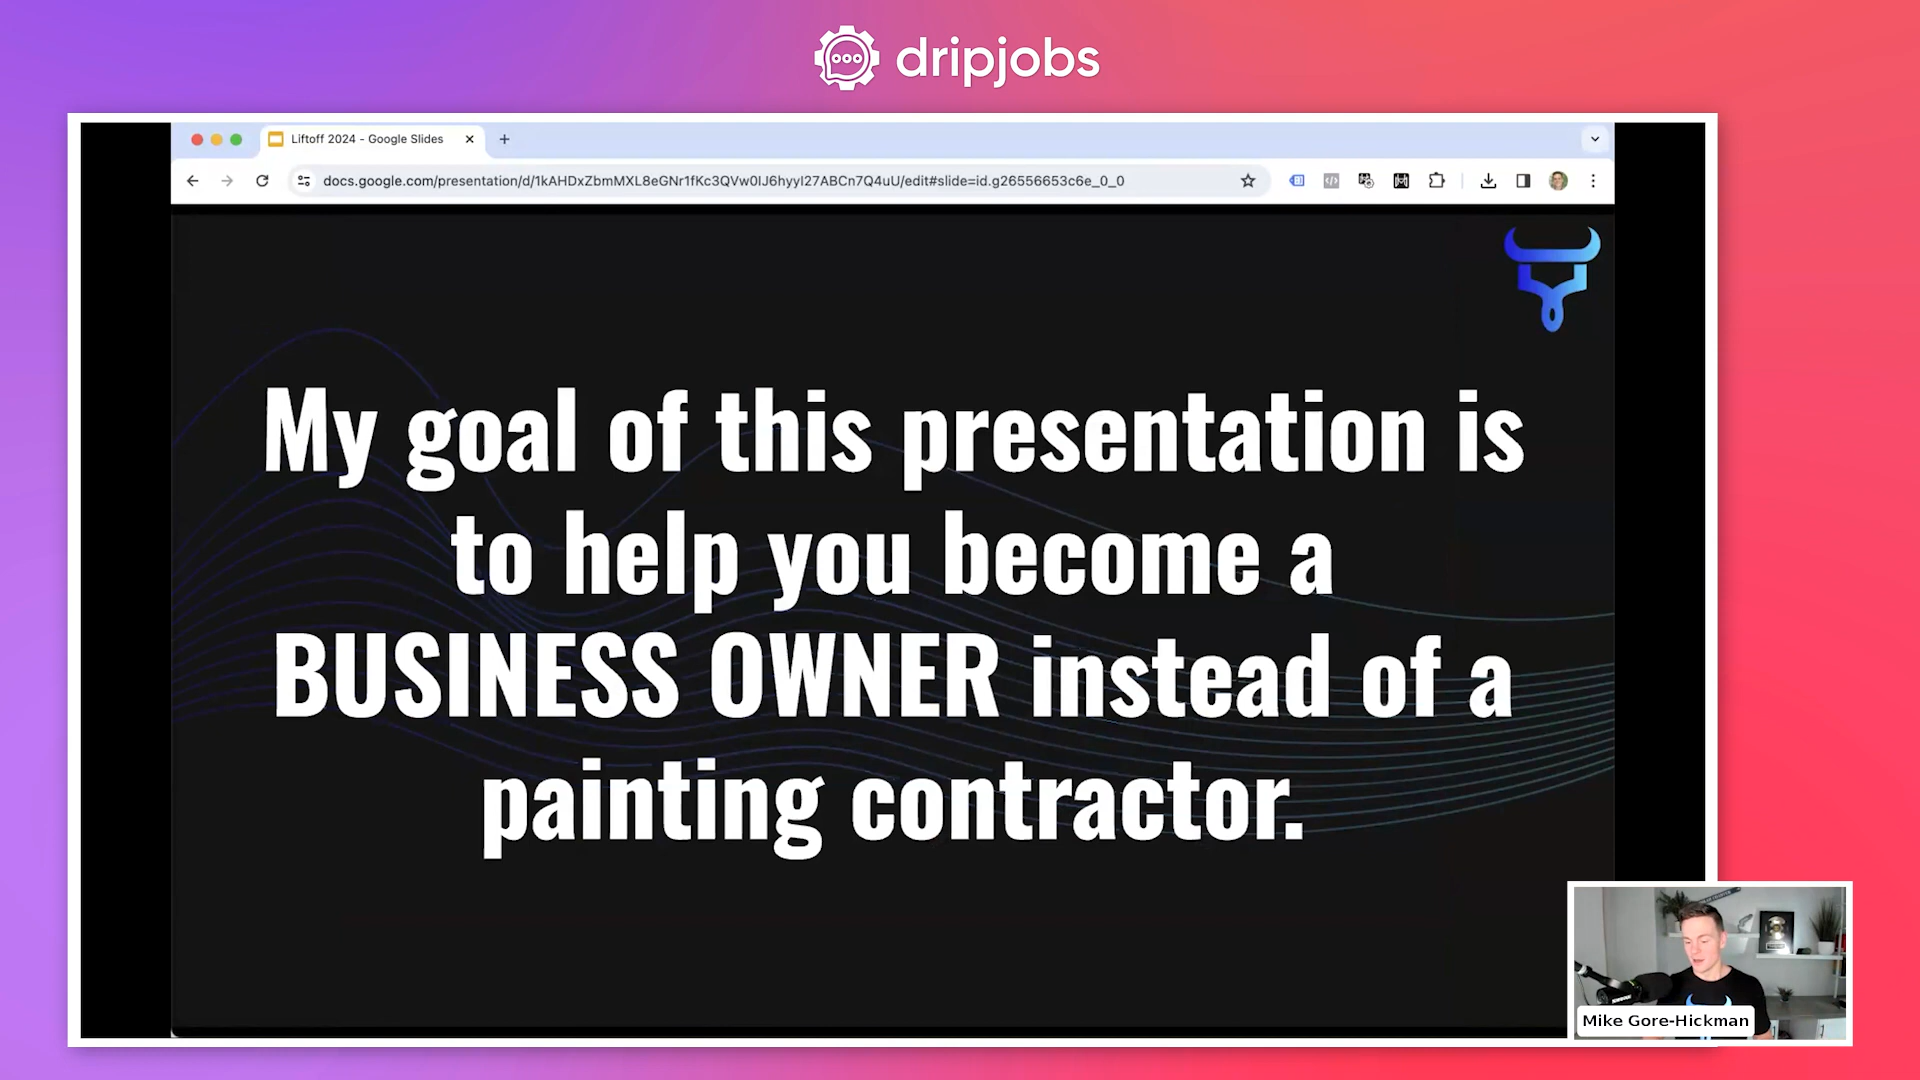 dripjobs
Liftoff 2024 - Google Slides
docs.google.com/presentation/d/1kAHDxZbmMXL8eGNr1fKc3QVw0IJ6hyyI27ABCn7Q4uU/edit#slide=id.g26556653c6e_0_0
My goal of this presentation is
to help you become a
BUSINESS OWNER instead of a
painting contractor.
Mike Gore-Hickman